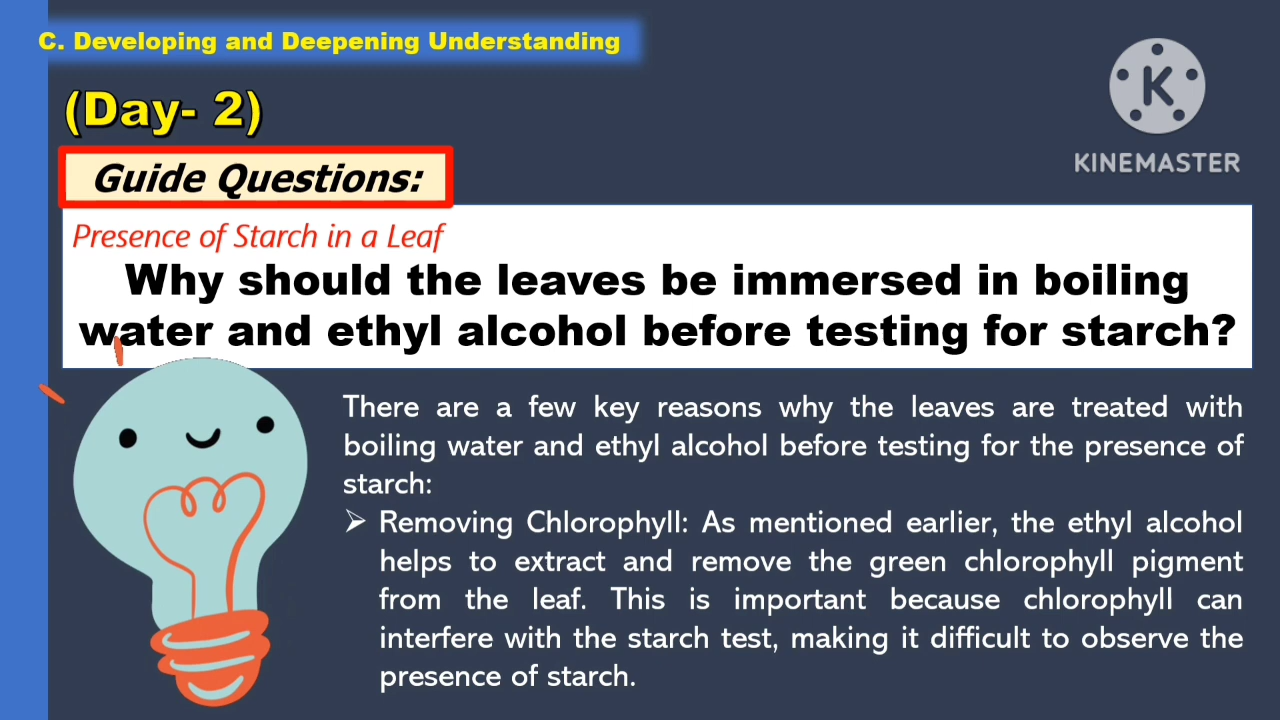 C. Developing and Deepening Understanding
(Day- 2)
K
KINEMASTER
Guide Questions:
Presence of Starch in a Leaf
Why should the leaves be immersed in boiling
water and ethyl alcohol before testing for starch?
There are a few key reasons why the leaves are treated with
boiling water and ethyl alcohol before testing for the presence of
starch:
➢ Removing Chlorophyll: As mentioned earlier, the ethyl alcohol
helps to extract and remove the green chlorophyll pigment
from the leaf. This is important because chlorophyll can
interfere with the starch test, making it difficult to observe the
presence of starch.